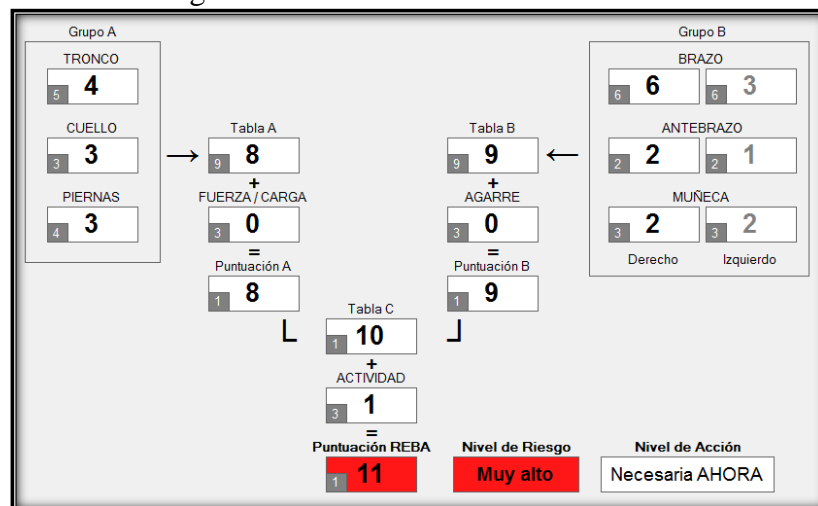 Grupo A
TRONCO
5 4
CUELLO
3 3
PIERNAS
4 3
Tabla A
9 8
+
FUERZA / CARGA
3 0
=
Puntuación A
1 8
Grupo B
BRAZO
6 6 6 3
ANTEBRAZO
2 2 2 1
MUÑECA
3 2 3 2
Derecho Izquierdo
Tabla B
9 9
+
AGARRE
3 0
=
Puntuación B
1 9
Tabla C
1 10
+
ACTIVIDAD
3 1
=
Puntuación REBA
1 11
Nivel de Riesgo
Muy alto
Nivel de Acción
Necesaria AHORA